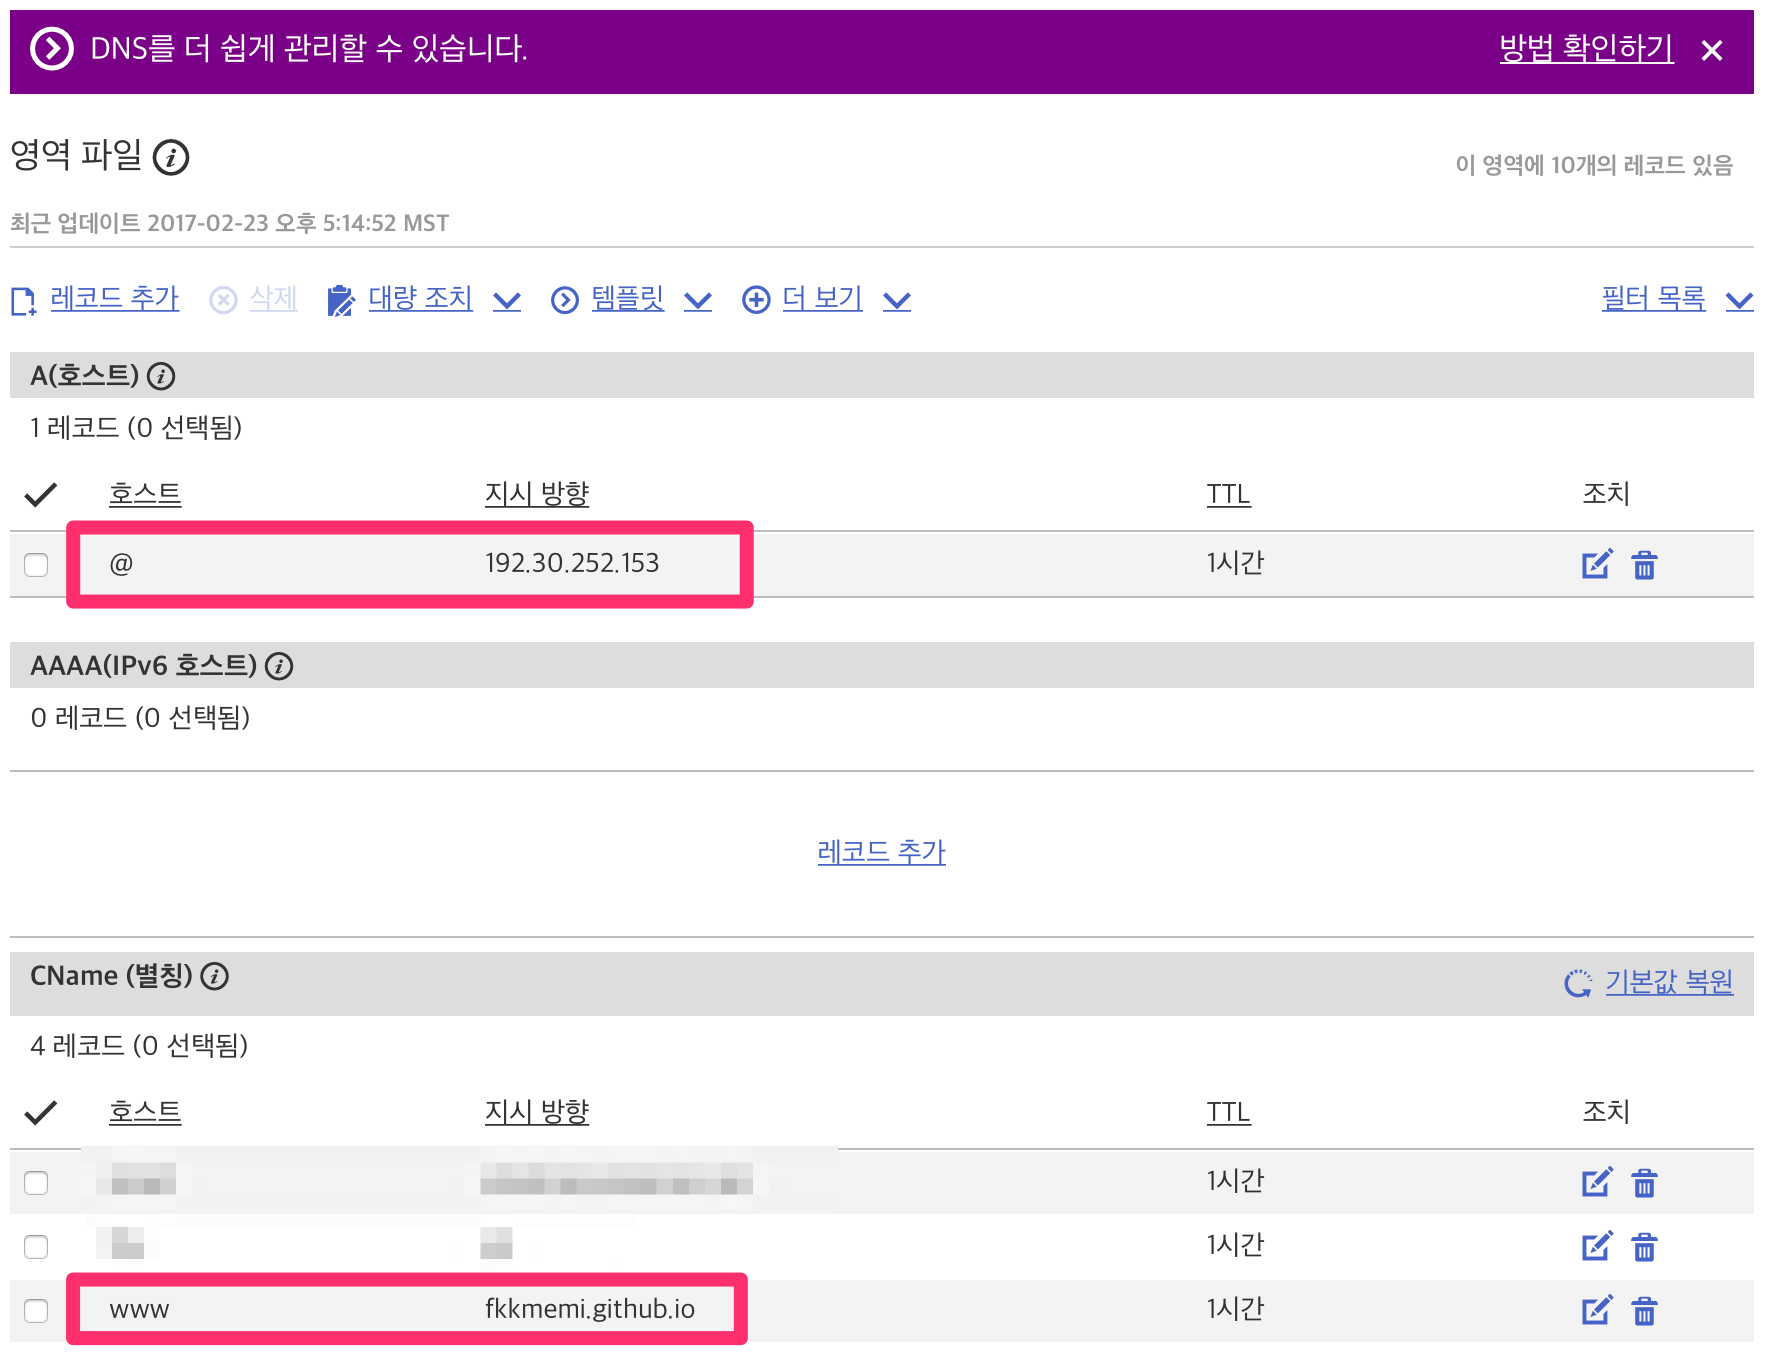 DNS를 더 쉽게 관리할 수 있습니다. 방법 확인하기
영역 파일
이 영역에 10개의 레코드 있음
최근 업데이트 2017-02-23 오후 5:14:52 MST
레코드 추가 삭제 대량 조치 템플릿 더 보기 필터 목록
A(호스트)
1 레코드 (0 선택됨)
호스트 지시 방향 TTL 조치
@ 192.30.252.153 1시간
AAAA(IPv6 호스트)
0 레코드 (0 선택됨)
레코드 추가
CName (별칭) 기본값 복원
4 레코드 (0 선택됨)
호스트 지시 방향 TTL 조치
1시간
1시간
www fkkmemi.github.io 1시간